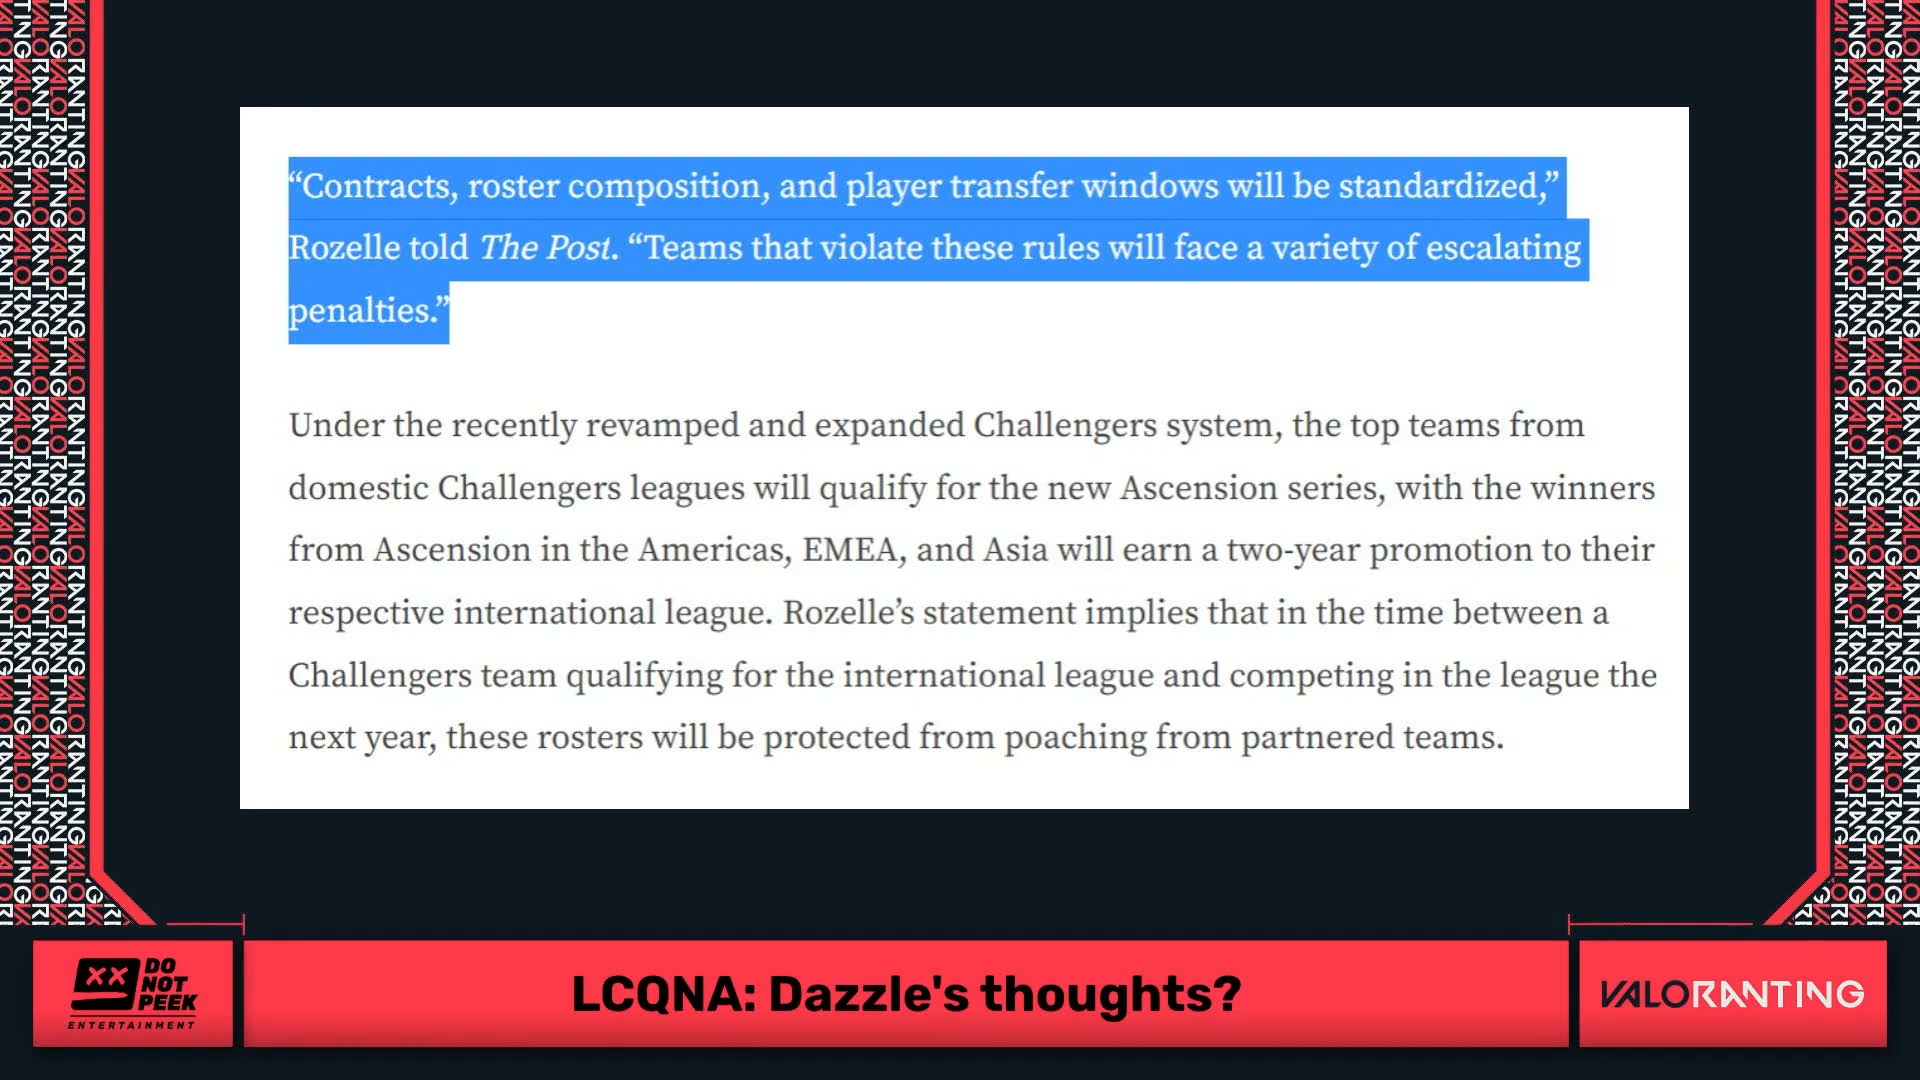 “Contracts, roster composition, and player transfer windows will be standardized,”
Rozelle told The Post. “Teams that violate these rules will face a variety of escalating
penalties.”
Under the recently revamped and expanded Challengers system, the top teams from
domestic Challengers leagues will qualify for the new Ascension series, with the winners
from Ascension in the Americas, EMEA, and Asia will earn a two-year promotion to their
respective international league. Rozelle’s statement implies that in the time between a
Challengers team qualifying for the international league and competing in the league the
next year, these rosters will be protected from poaching from partnered teams.
DO
NOT
PEEK
ENTERTAINMENT
LCQNA: Dazzle's thoughts?
VALORANTING